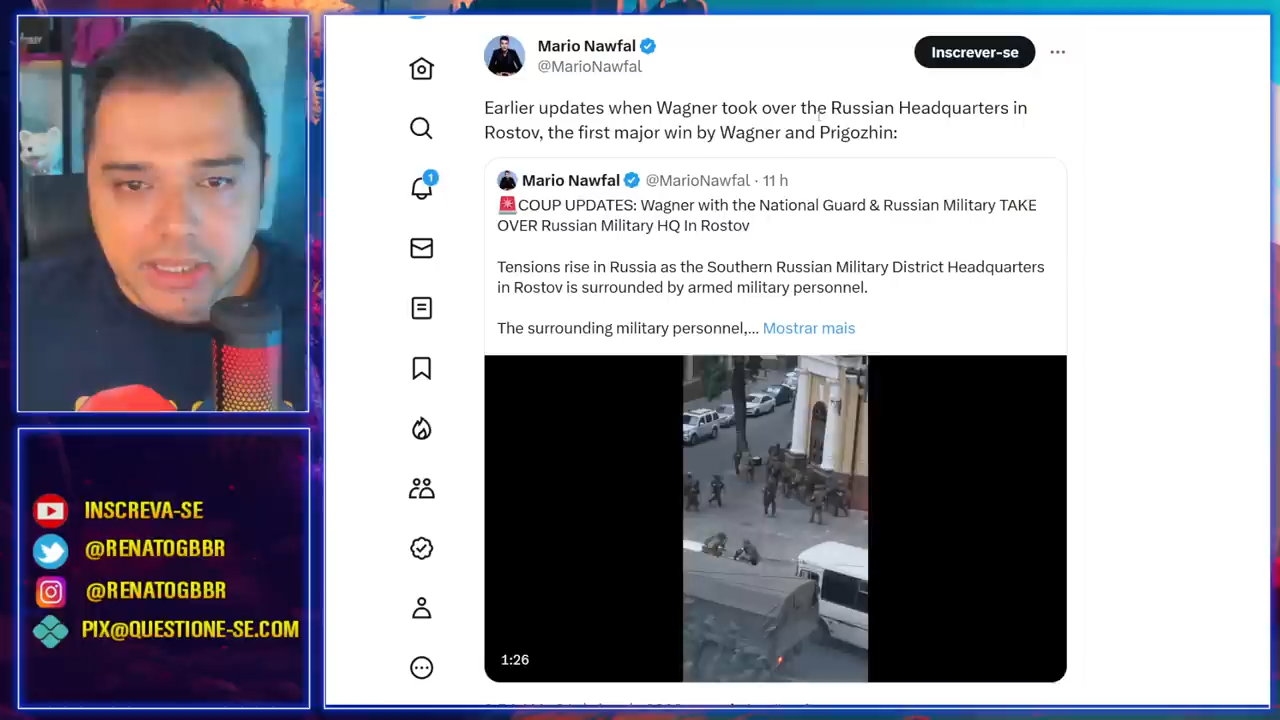 Mario Nawfal
@MarioNawfal
Inscrever-se
Earlier updates when Wagner took over the Russian Headquarters in
Rostov, the first major win by Wagner and Prigozhin:
Mario Nawfal @MarioNawfal · 11 h
🚨COUP UPDATES: Wagner with the National Guard & Russian Military TAKE
OVER Russian Military HQ In Rostov
Tensions rise in Russia as the Southern Russian Military District Headquarters
in Rostov is surrounded by armed military personnel.
The surrounding military personnel,... Mostrar mais
1:26
1
INSCREVA-SE
@RENATOGBBR
@RENATOGBBR
PIX@QUESTIONE-SE.COM